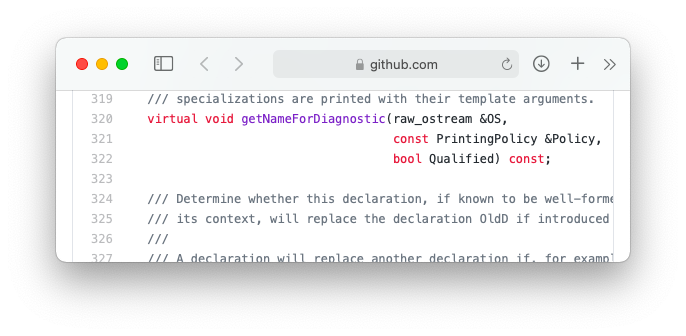 github.com
319 /// specializations are printed with their template arguments.
320 virtual void getNameForDiagnostic(raw_ostream &OS,
321 const PrintingPolicy &Policy,
322 bool Qualified) const;
323
324 /// Determine whether this declaration, if known to be well-forme
325 /// its context, will replace the declaration OldD if introduced
326 ///
327 /// A declaration will replace another declaration if, for exampl